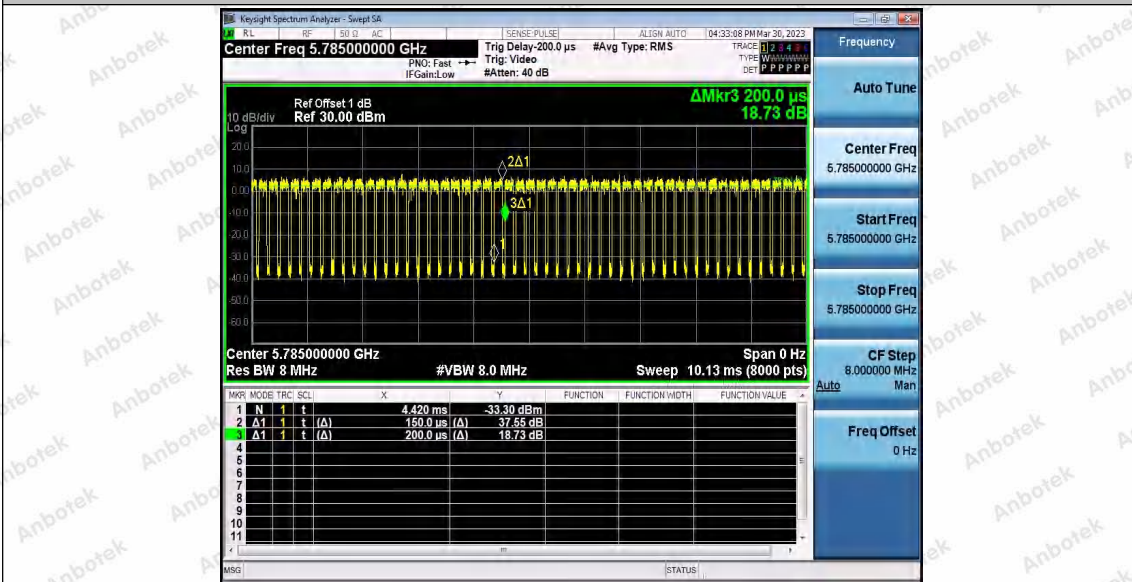 Keysight Spectrum Analyzer - Swept SA
RL RF 50 Ω AC SENSE:PULSE ALIGN AUTO 04:33:08 PM Mar 30, 2023
Center Freq 5.785000000 GHz
PNO: Fast
IFGain:Low
Trig Delay-200.0 µs
Trig: Video
#Atten: 40 dB
#Avg Type: RMS
TRACE 1 2 3 4 5 6
TYPE WWWWWW
DET P P P P P P
Frequency
ΔMkr3 200.0 µs
18.73 dB
Ref Offset 1 dB
10 dB/div Ref 30.00 dBm
Log
20.0
10.0
0.00
-10.0
-20.0
-30.0
-40.0
-50.0
-60.0
2Δ1
3Δ1
1
Center 5.785000000 GHz Span 0 Hz
Res BW 8 MHz #VBW 8.0 MHz Sweep 10.13 ms (8000 pts)
MKR MODE TRC SCL X Y FUNCTION FUNCTION WIDTH FUNCTION VALUE
1 N 1 t 4.420 ms -33.30 dBm
2 Δ1 1 t (Δ) 150.0 µs (Δ) 37.55 dB
3 Δ1 1 t (Δ) 200.0 µs (Δ) 18.73 dB
4
5
6
7
8
9
10
11
MSG STATUS
Auto Tune
Center Freq
5.785000000 GHz
Start Freq
5.785000000 GHz
Stop Freq
5.785000000 GHz
CF Step
8.000000 MHz
Auto Man
Freq Offset
0 Hz
Anbotek